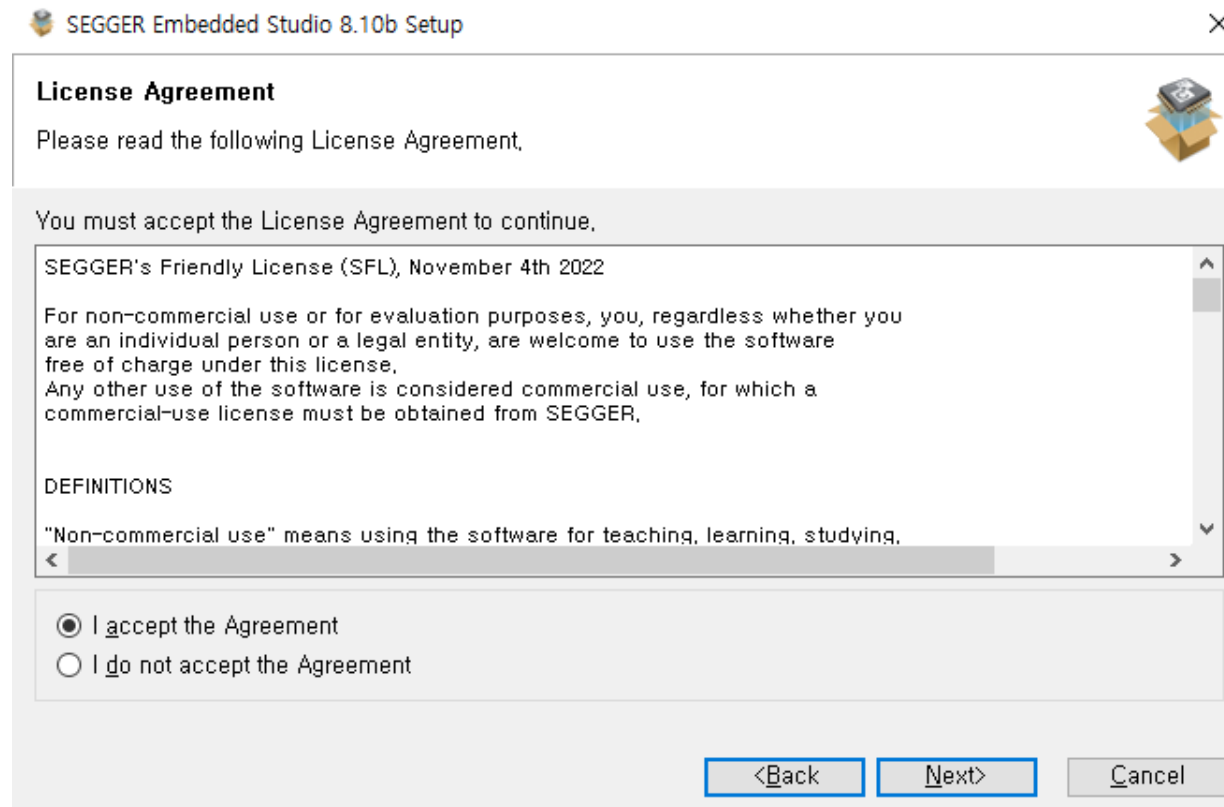 SEGGER Embedded Studio 8.10b Setup
License Agreement
Please read the following License Agreement.
You must accept the License Agreement to continue.
SEGGER's Friendly License (SFL), November 4th 2022
For non-commercial use or for evaluation purposes, you, regardless whether you
are an individual person or a legal entity, are welcome to use the software
free of charge under this license.
Any other use of the software is considered commercial use, for which a
commercial-use license must be obtained from SEGGER.
DEFINITIONS
"Non-commercial use" means using the software for teaching, learning, studying,
I accept the Agreement
I do not accept the Agreement
<Back Next> Cancel